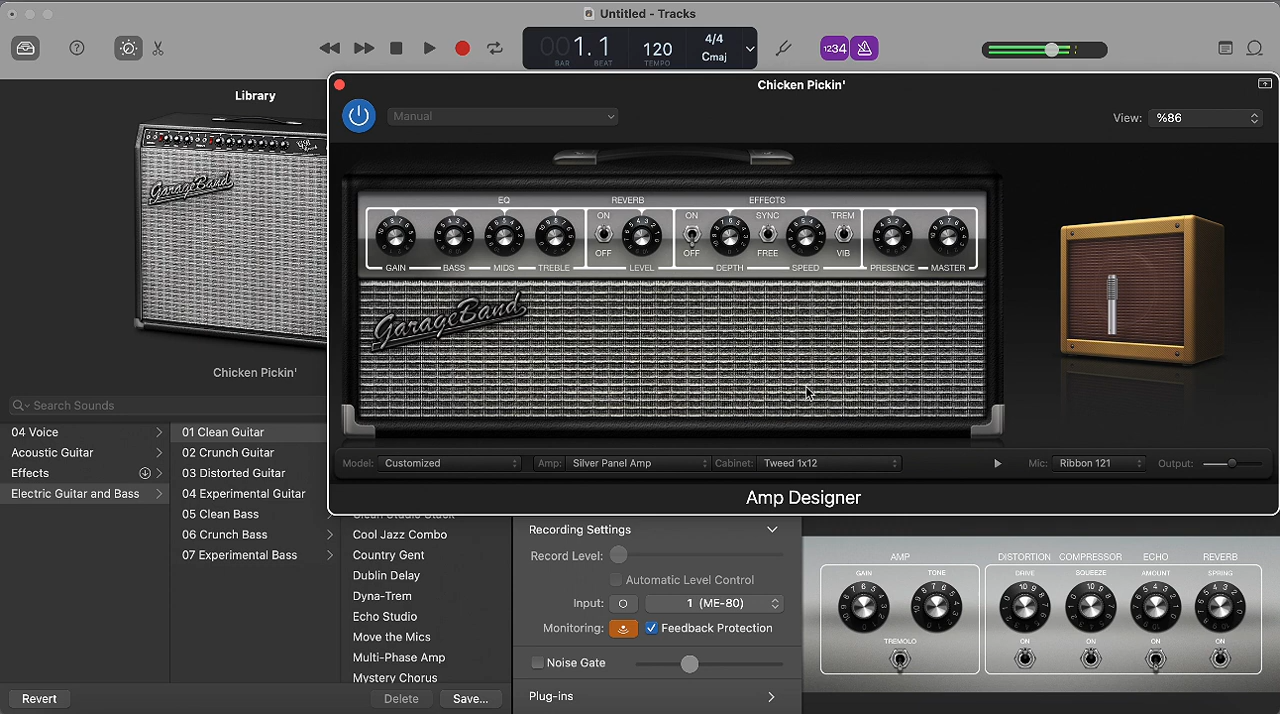 Untitled - Tracks
001. 1
BAR BEAT
120
TEMPO
4/4
Cmaj
1234
Library
GarageBand
Chicken Pickin'
Search Sounds
04 Voice
Acoustic Guitar
Effects
Electric Guitar and Bass
01 Clean Guitar
02 Crunch Guitar
03 Distorted Guitar
04 Experimental Guitar
05 Clean Bass
06 Crunch Bass
07 Experimental Bass
Clean Studio Stack
Cool Jazz Combo
Country Gent
Dublin Delay
Dyna-Trem
Echo Studio
Move the Mics
Multi-Phase Amp
Mystery Chorus
Revert
Delete
Save...
Chicken Pickin'
Manual
View: %86
EQ REVERB EFFECTS
ON ON SYNC TREM
OFF OFF FREE VIB
GAIN BASS MIDS TREBLE LEVEL DEPTH SPEED PRESENCE MASTER
GarageBand
Model: Customized Amp: Silver Panel Amp Cabinet: Tweed 1x12 Mic: Ribbon 121 Output:
Amp Designer
Recording Settings
Record Level:
Automatic Level Control
Input: 1 (ME-80)
Monitoring: Feedback Protection
Noise Gate
Plug-ins
AMP DISTORTION COMPRESSOR ECHO REVERB
GAIN TONE DRIVE SQUEEZE AMOUNT SPRING
TREMOLO ON ON ON ON